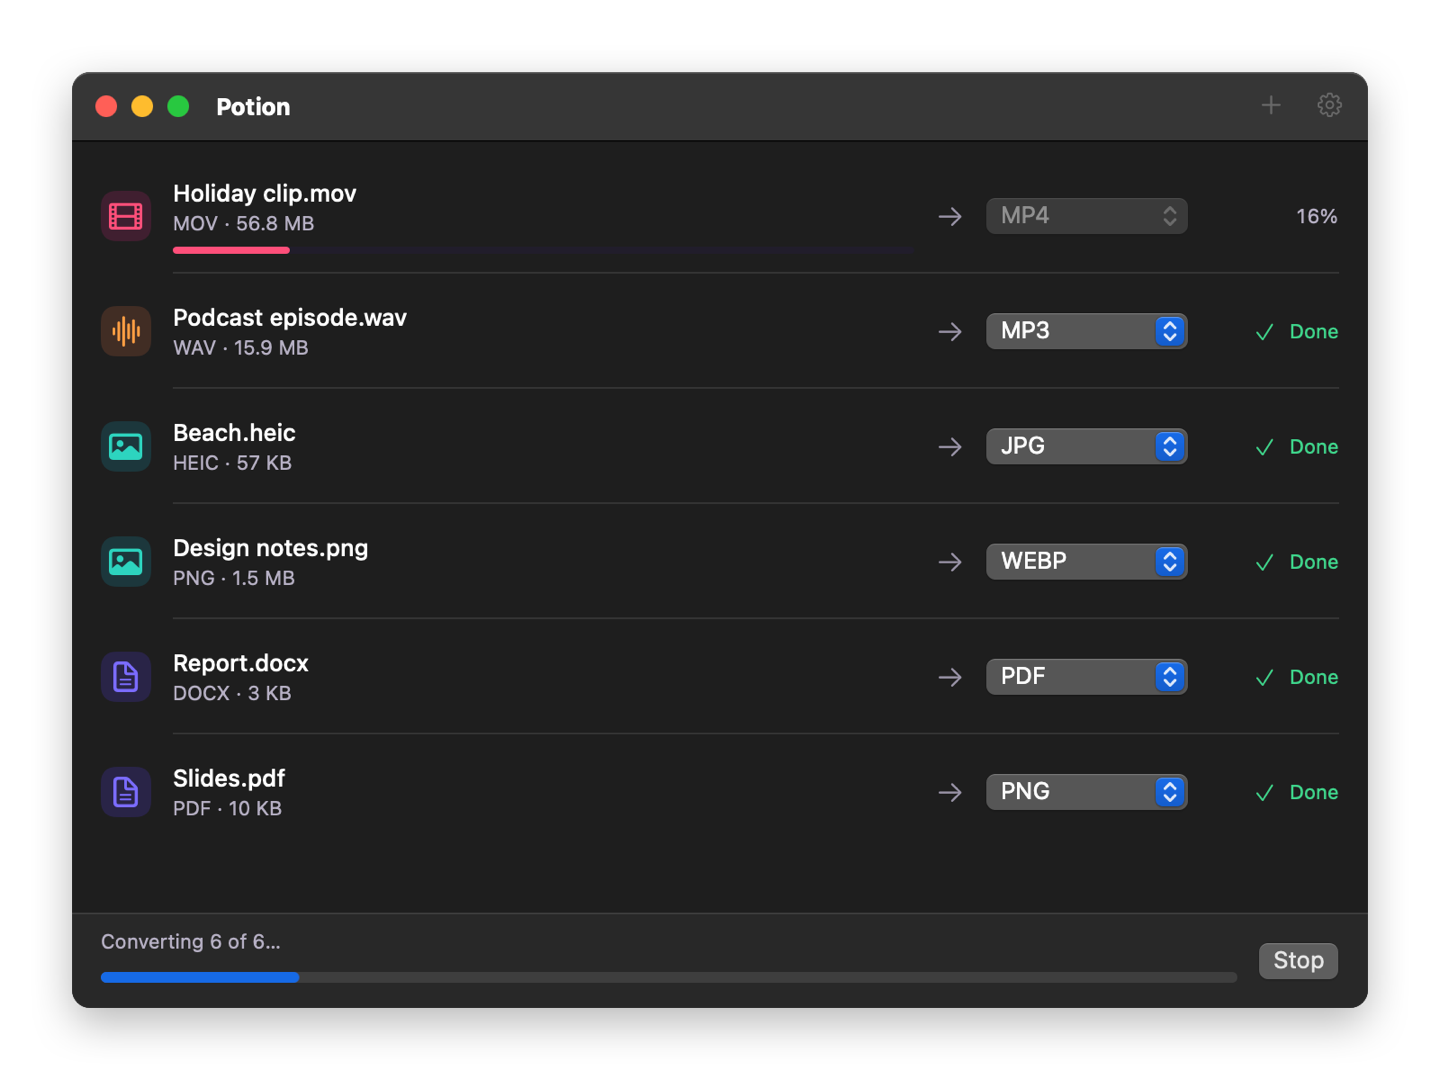 Potion
Holiday clip.mov
MOV · 56.8 MB
MP4
16%
Podcast episode.wav
WAV · 15.9 MB
MP3
Done
Beach.heic
HEIC · 57 KB
JPG
Done
Design notes.png
PNG · 1.5 MB
WEBP
Done
Report.docx
DOCX · 3 KB
PDF
Done
Slides.pdf
PDF · 10 KB
PNG
Done
Converting 6 of 6...
Stop